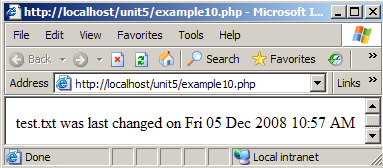 http://localhost/unit5/example10.php - Microsoft I...
File Edit View Favorites Tools Help
Back Search Favorites
Address http://localhost/unit5/example10.php Links »
test.txt was last changed on Fri 05 Dec 2008 10:57 AM
Done Local intranet